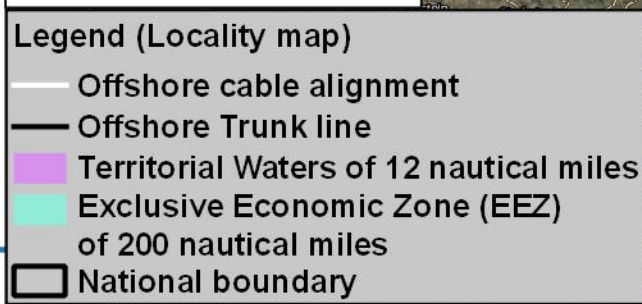 Legend (Locality map)
Offshore cable alignment
Offshore Trunk line
Territorial Waters of 12 nautical miles
Exclusive Economic Zone (EEZ)
of 200 nautical miles
National boundary